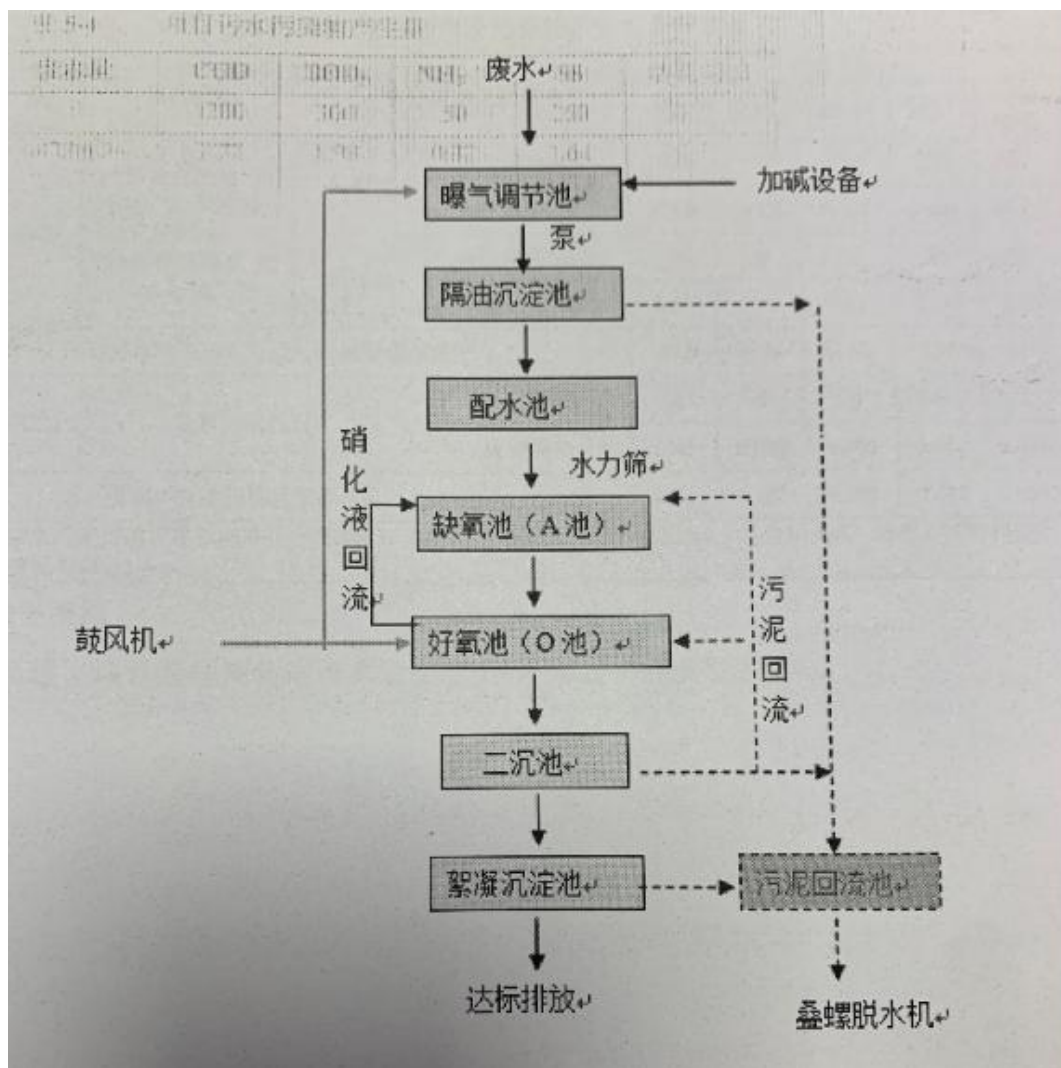 废水
曝气调节池
加碱设备
泵
隔油沉淀池
配水池
硝化液回流
水力筛
缺氧池（A池）
污泥回流
鼓风机
好氧池（O池）
二沉池
絮凝沉淀池
污泥回流池
达标排放
叠螺脱水机